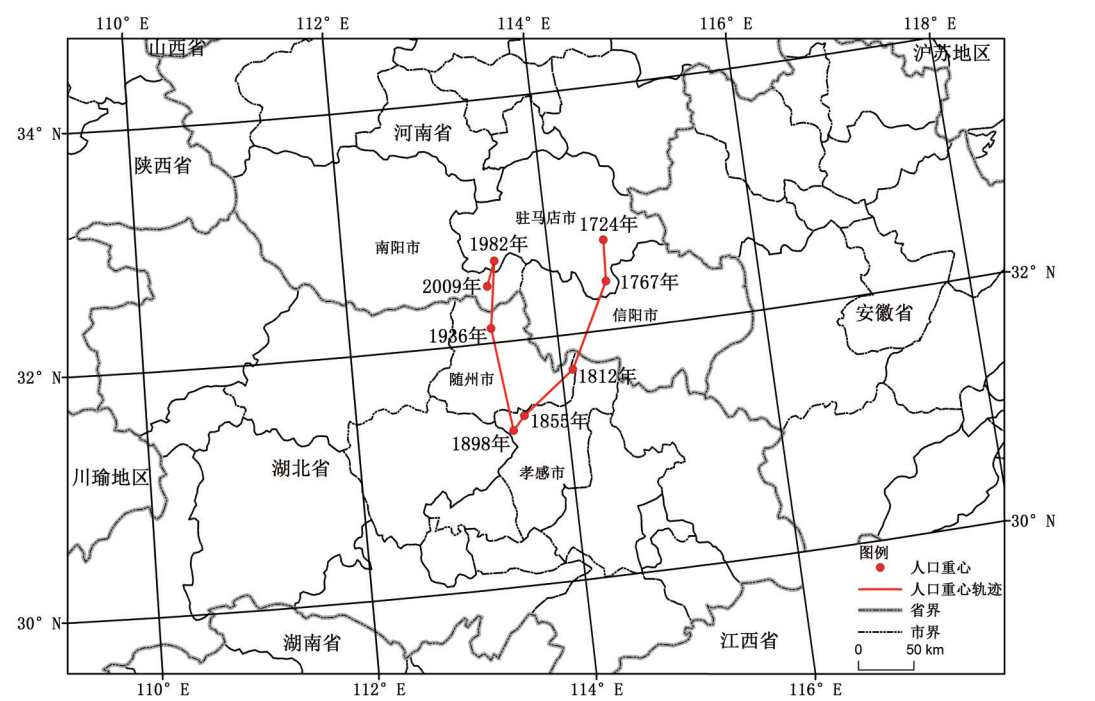 110° E 112° E 114° E 116° E 118° E
山西省
沪苏地区
34° N
河南省
陕西省
驻马店市
1724年
南阳市
1982年
32° N
2009年
1767年
信阳市
安徽省
1936年
32° N
随州市
1812年
1855年
1898年
湖北省
孝感市
川瑜地区
30° N
图例
人口重心
人口重心轨迹
省界
30° N
市界
湖南省
江西省
0 50 km
110° E 112° E 114° E 116° E